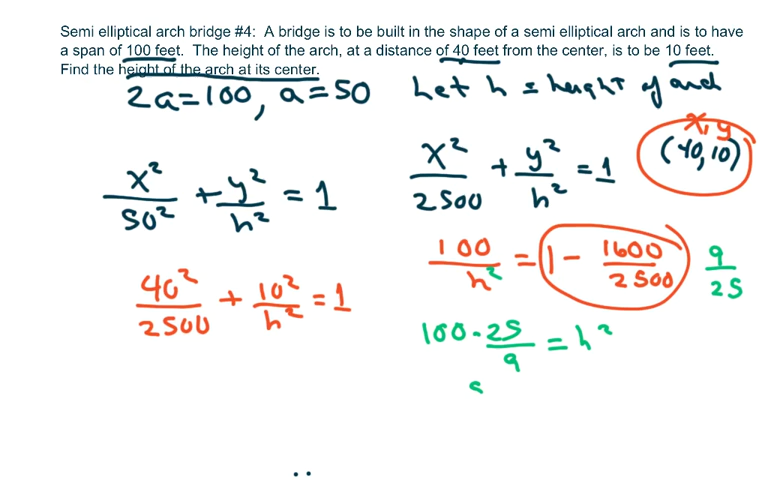 Semi elliptical arch bridge #4: A bridge is to be built in the shape of a semi elliptical arch and is to have
a span of 100 feet. The height of the arch, at a distance of 40 feet from the center, is to be 10 feet.
Find the height of the arch at its center.
2a=100, a=50
Let h = height of arch
x²/50² + y²/h² = 1
x²/2500 + y²/h² = 1
x, y
(40,10)
40²/2500 + 10²/h² = 1
100/h² = 1 - 1600/2500
9/25
100·25/9 = h²